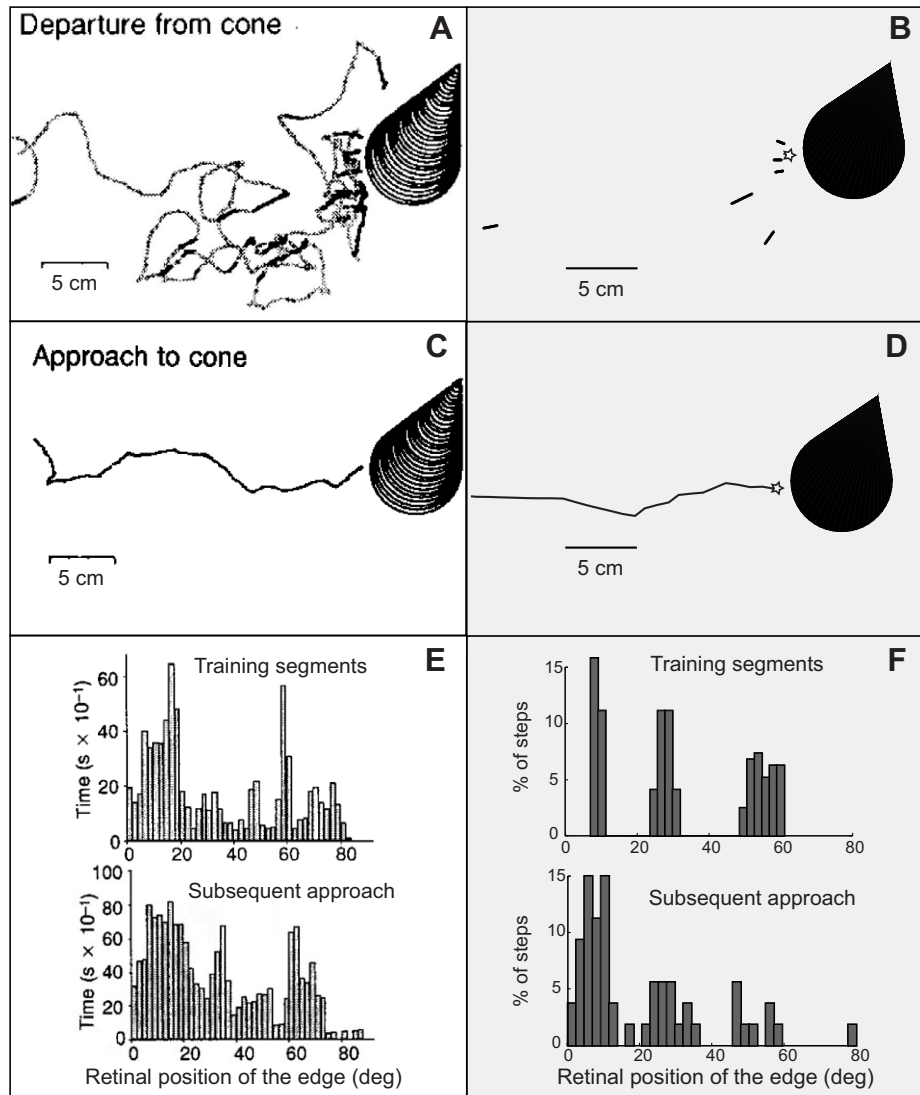 Departure from cone
A
5 cm
B
5 cm
Approach to cone
C
5 cm
D
5 cm
E
Training segments
Time (s × 10⁻¹)
60
40
20
0
0 20 40 60 80
Subsequent approach
Time (s × 10⁻¹)
100
80
60
40
20
0
0 20 40 60 80
Retinal position of the edge (deg)
F
Training segments
% of steps
15
10
5
0
0 20 40 60 80
Subsequent approach
% of steps
15
10
5
0
0 20 40 60 80
Retinal position of the edge (deg)